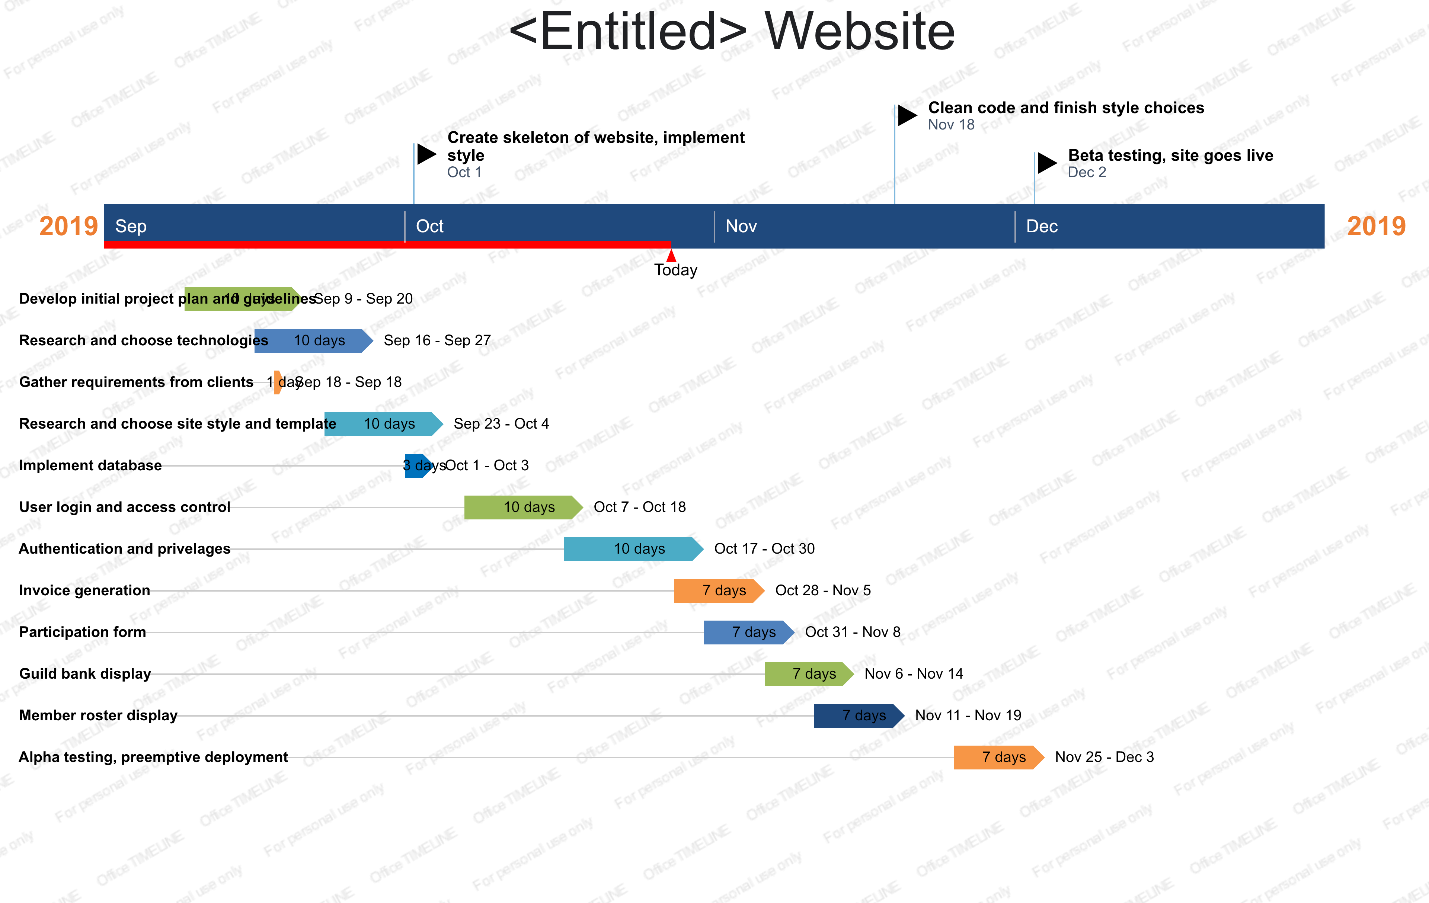 <Entitled> Website
Clean code and finish style choices
Nov 18
Create skeleton of website, implement
style
Oct 1
Beta testing, site goes live
Dec 2
2019 Sep Oct Nov Dec 2019
Today
Develop initial project plan and guidelines 10 days Sep 9 - Sep 20
Research and choose technologies 10 days Sep 16 - Sep 27
Gather requirements from clients 1 day Sep 18 - Sep 18
Research and choose site style and template 10 days Sep 23 - Oct 4
Implement database 3 days Oct 1 - Oct 3
User login and access control 10 days Oct 7 - Oct 18
Authentication and privelages 10 days Oct 17 - Oct 30
Invoice generation 7 days Oct 28 - Nov 5
Participation form 7 days Oct 31 - Nov 8
Guild bank display 7 days Nov 6 - Nov 14
Member roster display 7 days Nov 11 - Nov 19
Alpha testing, preemptive deployment 7 days Nov 25 - Dec 3
Office TIMELINE
For personal use only